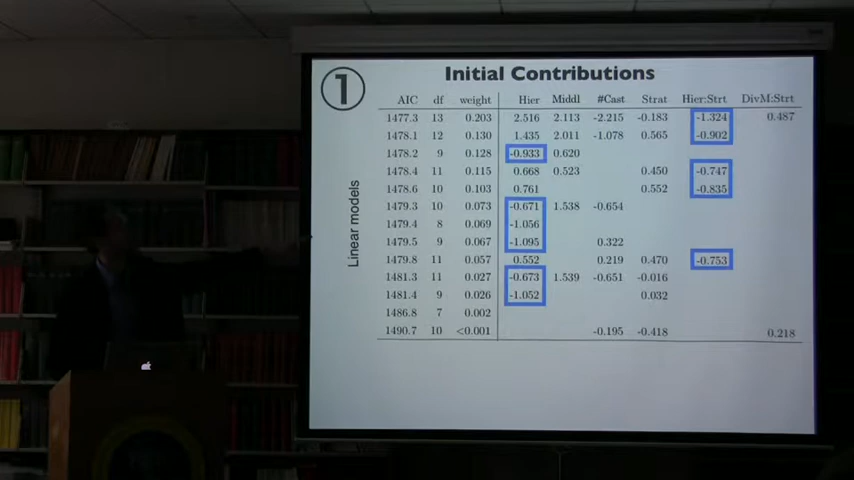 1
Initial Contributions
Linear models
AIC df weight Hier Middl #Cast Strat Hier:Strt DivM:Strt
1477.3 13 0.203 2.516 2.113 -2.215 -0.183 -1.324 0.487
1478.1 12 0.130 1.435 2.011 -1.078 0.565 -0.902
1478.2 9 0.128 -0.933 0.620
1478.4 11 0.115 0.668 0.523 0.450 -0.747
1478.6 10 0.103 0.761 0.552 -0.835
1479.3 10 0.073 -0.671 1.538 -0.654
1479.4 8 0.069 -1.056
1479.5 9 0.067 -1.095 0.322
1479.8 11 0.057 0.552 0.219 0.470 -0.753
1481.3 11 0.027 -0.673 1.539 -0.651 -0.016
1481.4 9 0.026 -1.052 0.032
1486.8 7 0.002
1490.7 10 <0.001 -0.195 -0.418 0.218